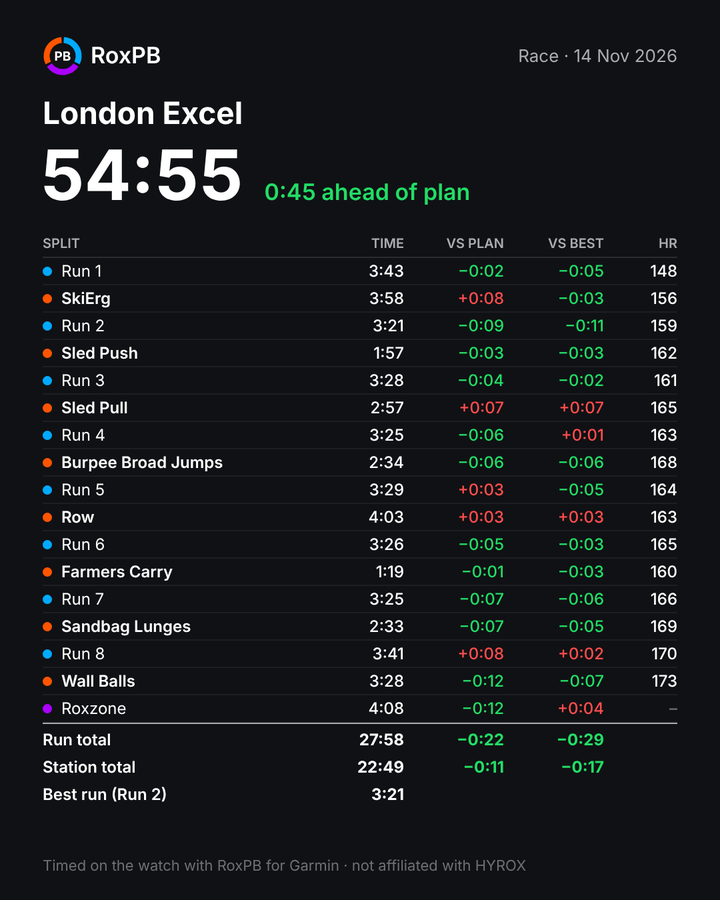 PB RoxPB
Race · 14 Nov 2026
London Excel
54:55 0:45 ahead of plan
SPLIT TIME VS PLAN VS BEST HR
Run 1 3:43 −0:02 −0:05 148
SkiErg 3:58 +0:08 −0:03 156
Run 2 3:21 −0:09 −0:11 159
Sled Push 1:57 −0:03 −0:03 162
Run 3 3:28 −0:04 −0:02 161
Sled Pull 2:57 +0:07 +0:07 165
Run 4 3:25 −0:06 +0:01 163
Burpee Broad Jumps 2:34 −0:06 −0:06 168
Run 5 3:29 +0:03 −0:05 164
Row 4:03 +0:03 +0:03 163
Run 6 3:26 −0:05 −0:03 165
Farmers Carry 1:19 −0:01 −0:03 160
Run 7 3:25 −0:07 −0:06 166
Sandbag Lunges 2:33 −0:07 −0:05 169
Run 8 3:41 +0:08 +0:02 170
Wall Balls 3:28 −0:12 −0:07 173
Roxzone 4:08 −0:12 +0:04 –
Run total 27:58 −0:22 −0:29
Station total 22:49 −0:11 −0:17
Best run (Run 2) 3:21
Timed on the watch with RoxPB for Garmin · not affiliated with HYROX